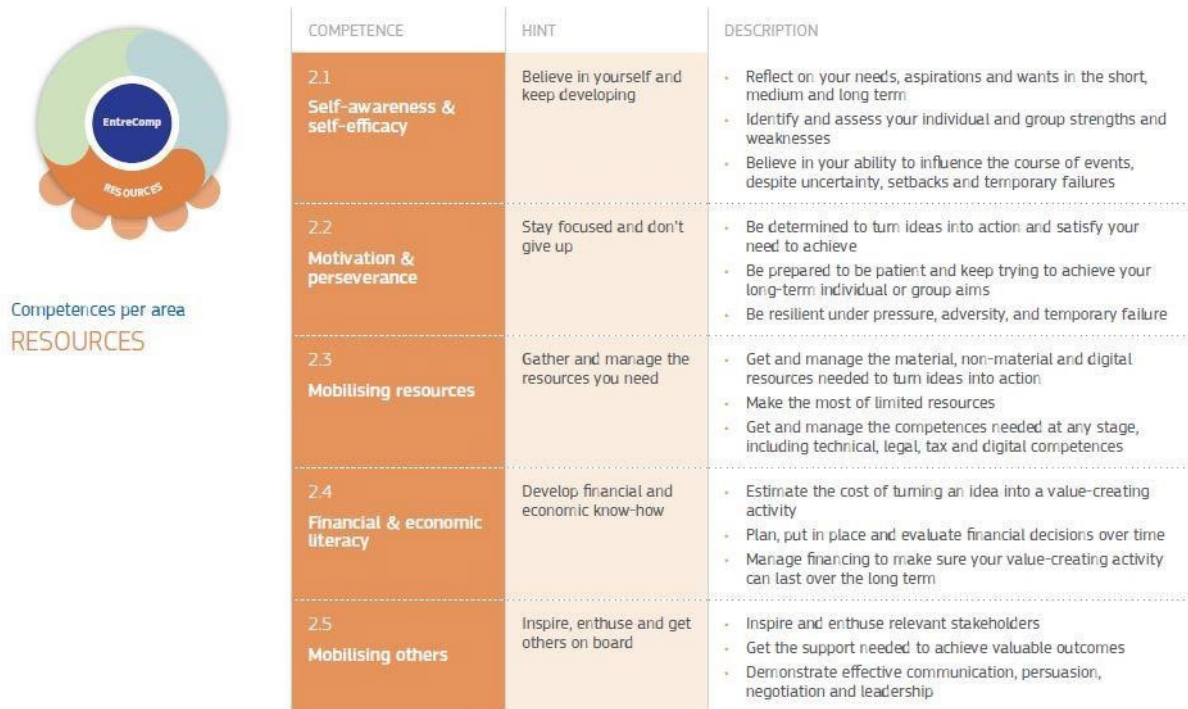 EntreComp
RESOURCES
Competences per area
RESOURCES
COMPETENCE
HINT
DESCRIPTION
2.1
Self-awareness &
self-efficacy
Believe in yourself and
keep developing
• Reflect on your needs, aspirations and wants in the short,
medium and long term
• Identify and assess your individual and group strengths and
weaknesses
• Believe in your ability to influence the course of events,
despite uncertainty, setbacks and temporary failures
2.2
Motivation &
perseverance
Stay focused and don't
give up
• Be determined to turn ideas into action and satisfy your
need to achieve
• Be prepared to be patient and keep trying to achieve your
long-term individual or group aims
• Be resilient under pressure, adversity, and temporary failure
2.3
Mobilising resources
Gather and manage the
resources you need
• Get and manage the material, non-material and digital
resources needed to turn ideas into action
• Make the most of limited resources
• Get and manage the competences needed at any stage,
including technical, legal, tax and digital competences
2.4
Financial & economic
literacy
Develop financial and
economic know-how
• Estimate the cost of turning an idea into a value-creating
activity
• Plan, put in place and evaluate financial decisions over time
• Manage financing to make sure your value-creating activity
can last over the long term
2.5
Mobilising others
Inspire, enthuse and get
others on board
• Inspire and enthuse relevant stakeholders
• Get the support needed to achieve valuable outcomes
• Demonstrate effective communication, persuasion,
negotiation and leadership